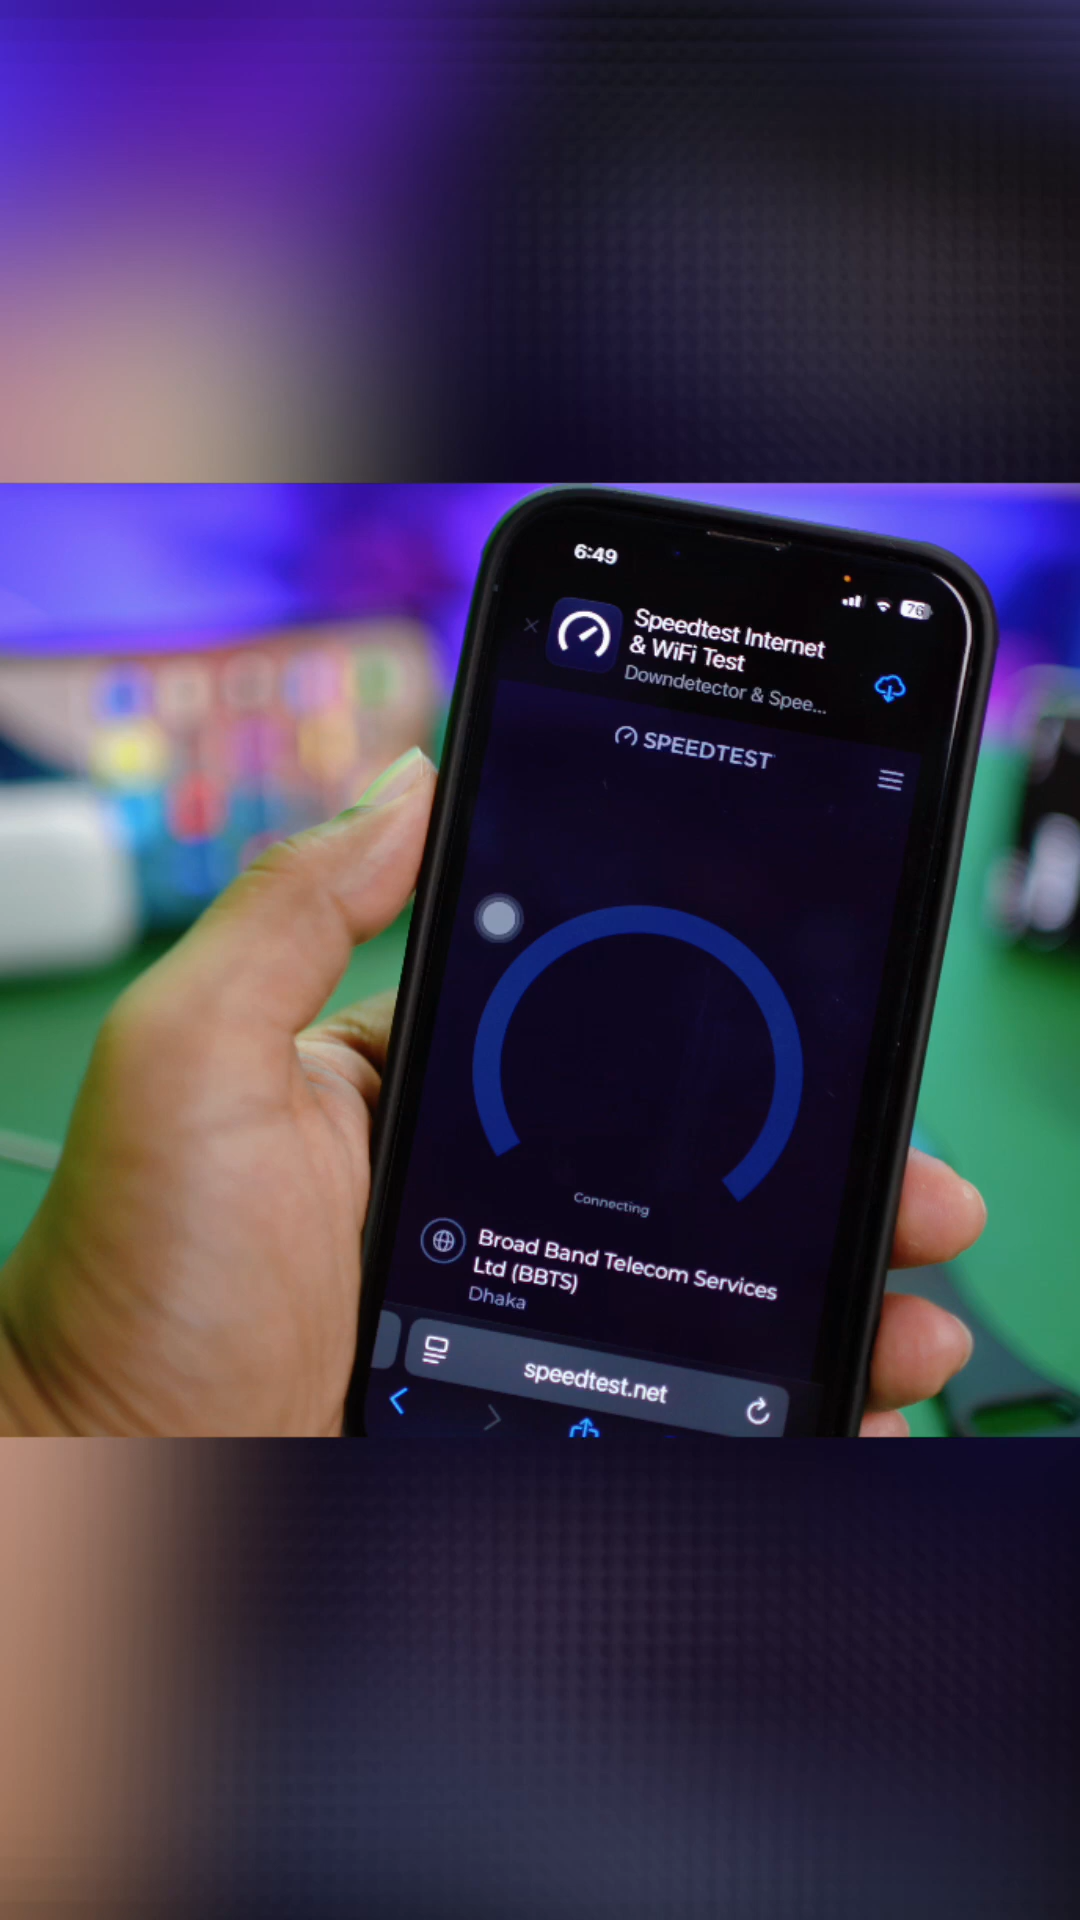 6:49
76
Speedtest Internet
& WiFi Test
Downdetector & Spee...
SPEEDTEST
Connecting
Broad Band Telecom Services
Ltd (BBTS)
Dhaka
speedtest.net